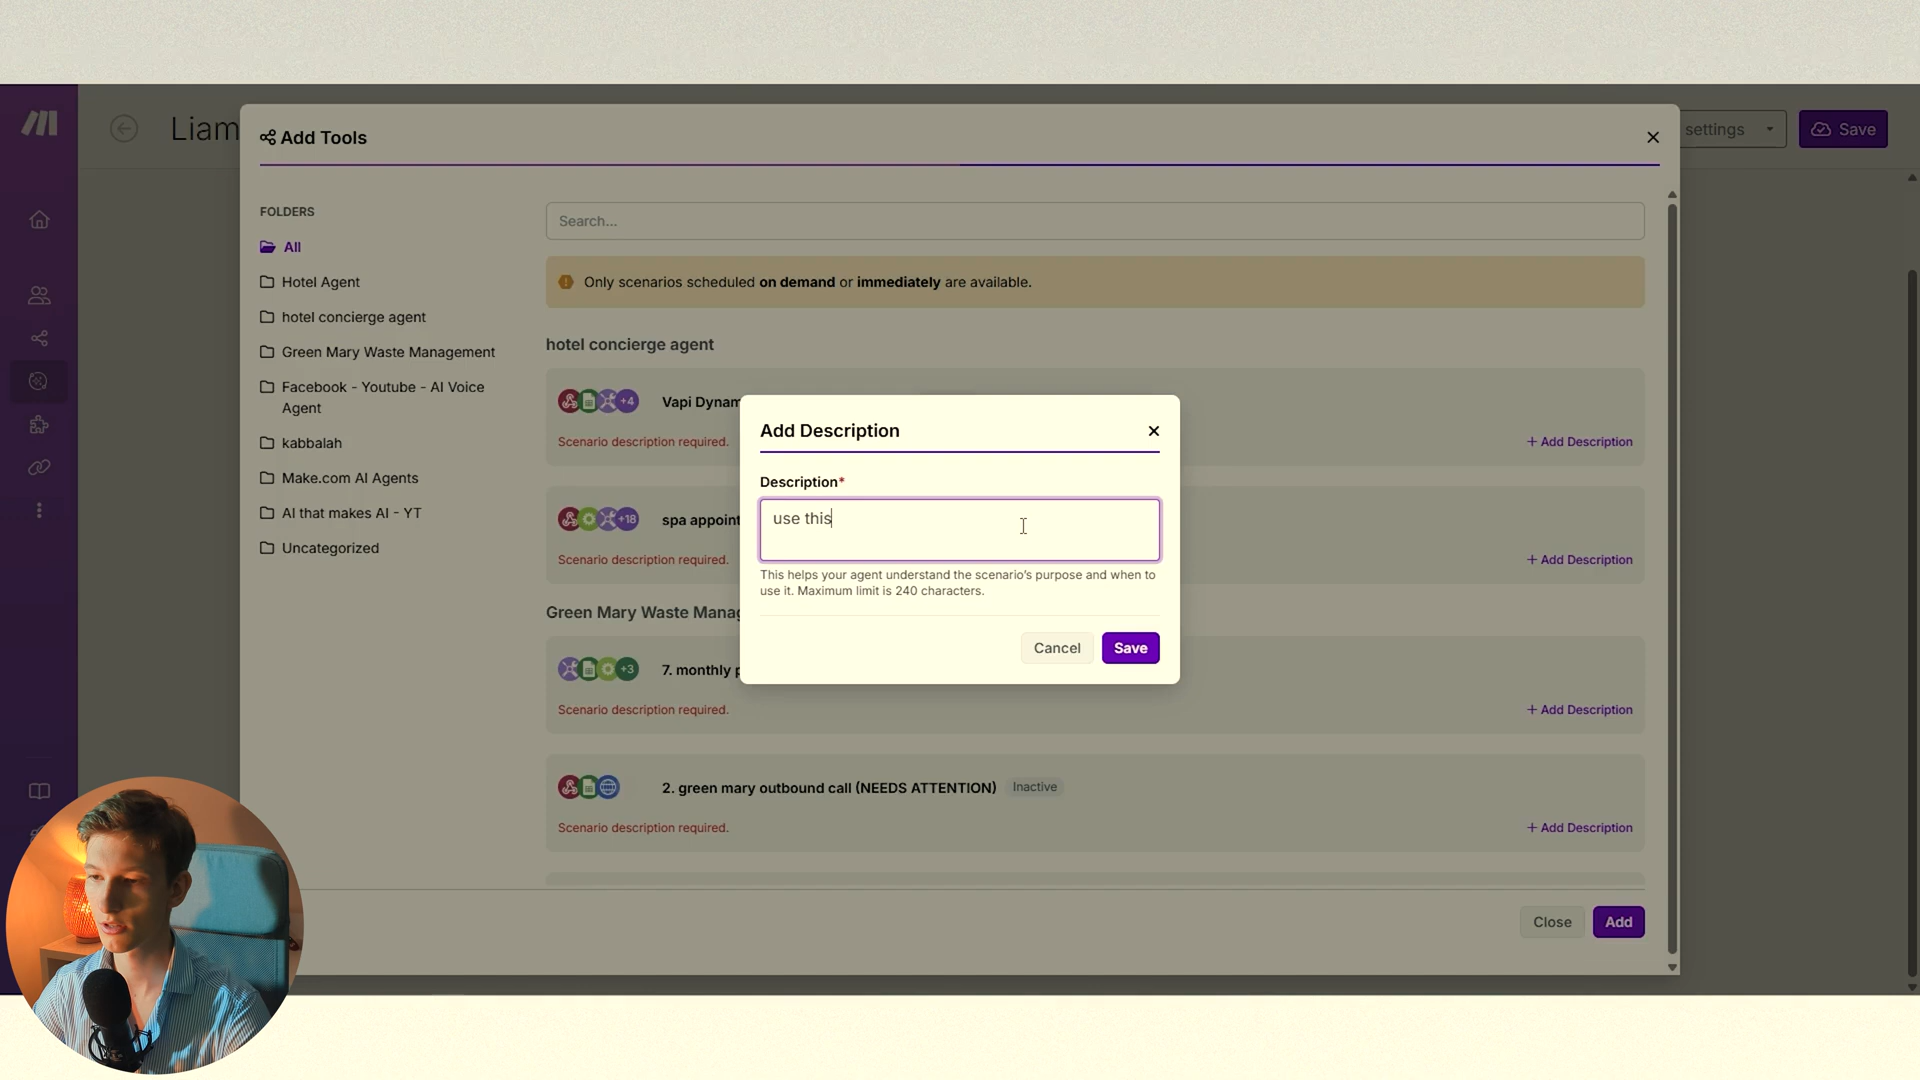 Liam
settings
Save
Add Tools
FOLDERS
All
Hotel Agent
hotel concierge agent
Green Mary Waste Management
Facebook - Youtube - AI Voice
Agent
kabbalah
Make.com AI Agents
AI that makes AI - YT
Uncategorized
Search...
Only scenarios scheduled on demand or immediately are available.
hotel concierge agent
+4
Vapi Dynam
Scenario description required.
+ Add Description
+18
spa appoint
Scenario description required.
+ Add Description
Green Mary Waste Manag
+3
7. monthly p
Scenario description required.
+ Add Description
2. green mary outbound call (NEEDS ATTENTION)
Inactive
Scenario description required.
+ Add Description
Close
Add
Add Description
Description*
use this
This helps your agent understand the scenario's purpose and when to
use it. Maximum limit is 240 characters.
Cancel
Save